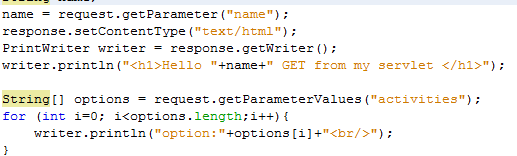 name = request.getParameter("name");
response.setContentType("text/html");
PrintWriter writer = response.getWriter();
writer.println("<h1>Hello "+name+" GET from my servlet </h1>");
String[] options = request.getParameterValues("activities");
for (int i=0; i<options.length;i++){
    writer.println("option:"+options[i]+"<br/>");
}